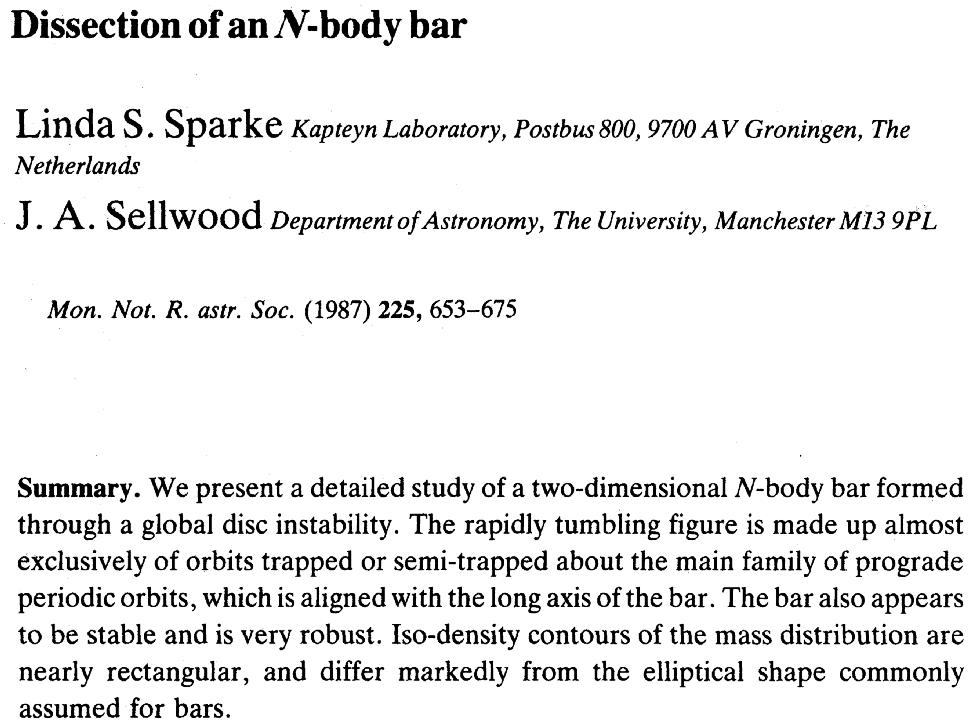 Dissection of an N-body bar
Linda S. Sparke Kapteyn Laboratory, Postbus 800, 9700 AV Groningen, The
Netherlands
J. A. Sellwood Department of Astronomy, The University, Manchester M13 9PL
Mon. Not. R. astr. Soc. (1987) 225, 653–675
Summary. We present a detailed study of a two-dimensional N-body bar formed
through a global disc instability. The rapidly tumbling figure is made up almost
exclusively of orbits trapped or semi-trapped about the main family of prograde
periodic orbits, which is aligned with the long axis of the bar. The bar also appears
to be stable and is very robust. Iso-density contours of the mass distribution are
nearly rectangular, and differ markedly from the elliptical shape commonly
assumed for bars.